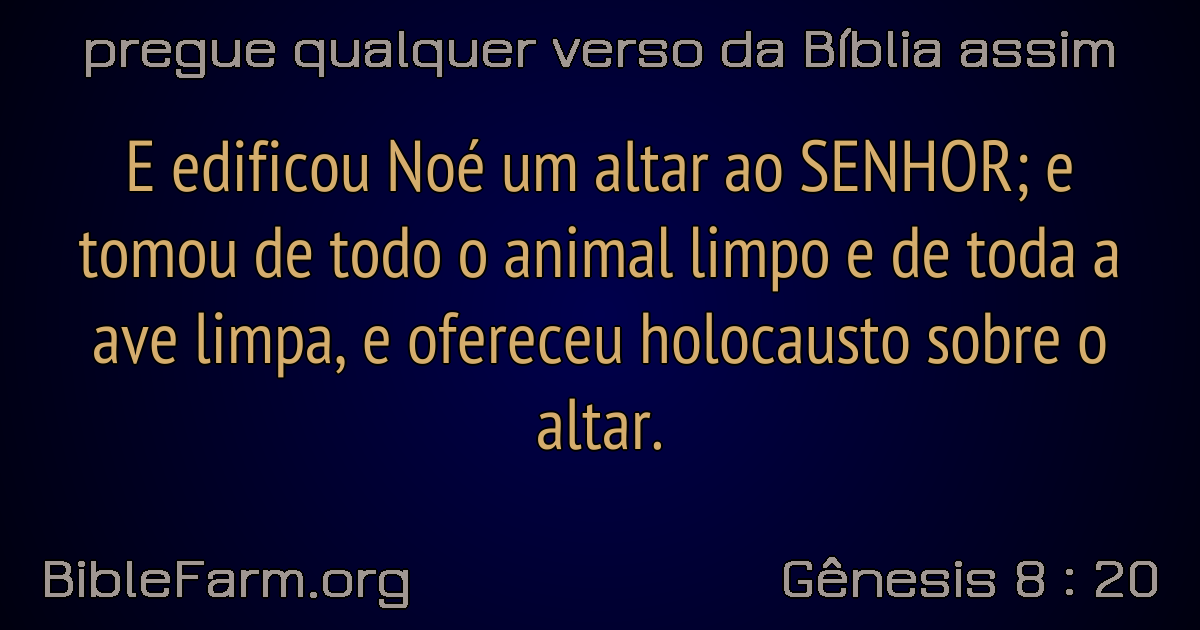 pregue qualquer verso da Bíblia assim
E edificou Noé um altar ao SENHOR; e
tomou de todo o animal limpo e de toda a
ave limpa, e ofereceu holocausto sobre o
altar.
BibleFarm.org
Gênesis 8 : 20